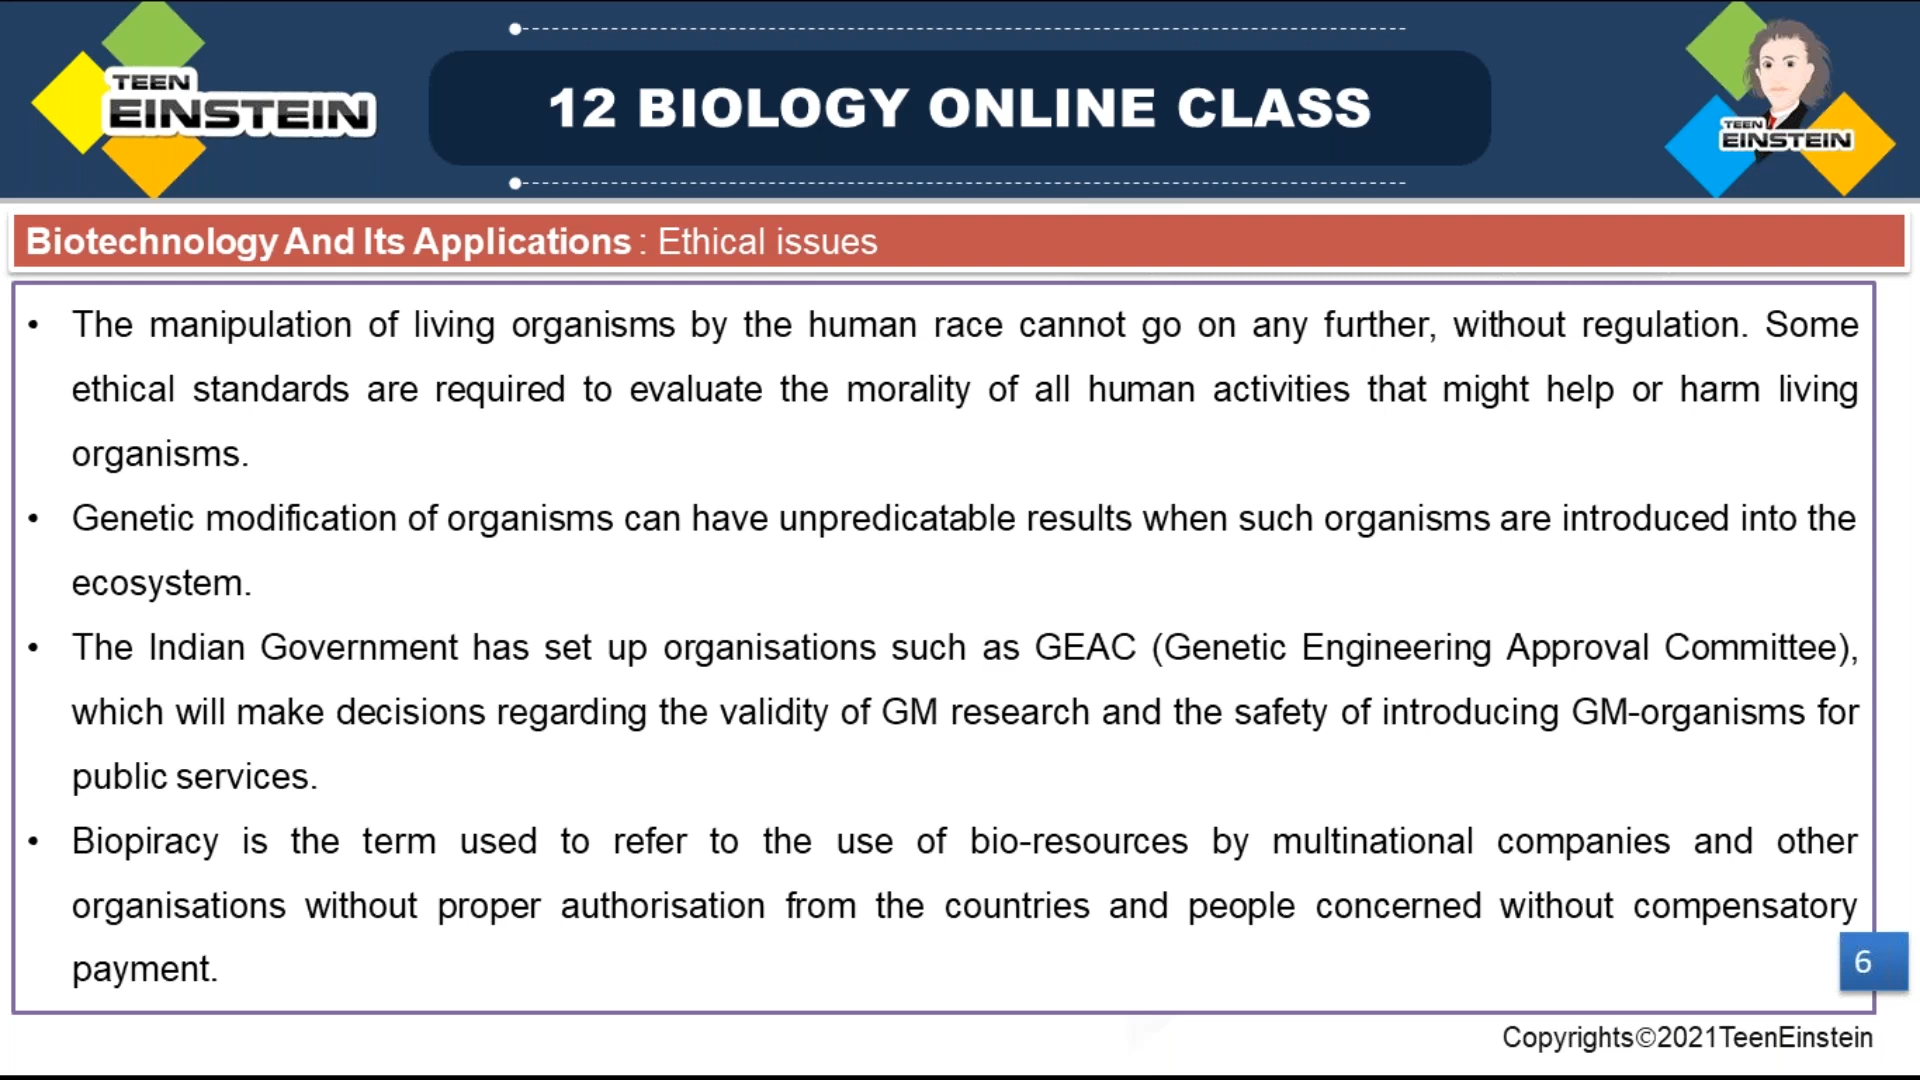 TEEN
EINSTEIN
12 BIOLOGY ONLINE CLASS
TEEN
EINSTEIN
Biotechnology And Its Applications : Ethical issues
• The manipulation of living organisms by the human race cannot go on any further, without regulation. Some
ethical standards are required to evaluate the morality of all human activities that might help or harm living
organisms.
• Genetic modification of organisms can have unpredicatable results when such organisms are introduced into the
ecosystem.
• The Indian Government has set up organisations such as GEAC (Genetic Engineering Approval Committee),
which will make decisions regarding the validity of GM research and the safety of introducing GM-organisms for
public services.
• Biopiracy is the term used to refer to the use of bio-resources by multinational companies and other
organisations without proper authorisation from the countries and people concerned without compensatory
payment.
6
Copyrights©2021TeenEinstein